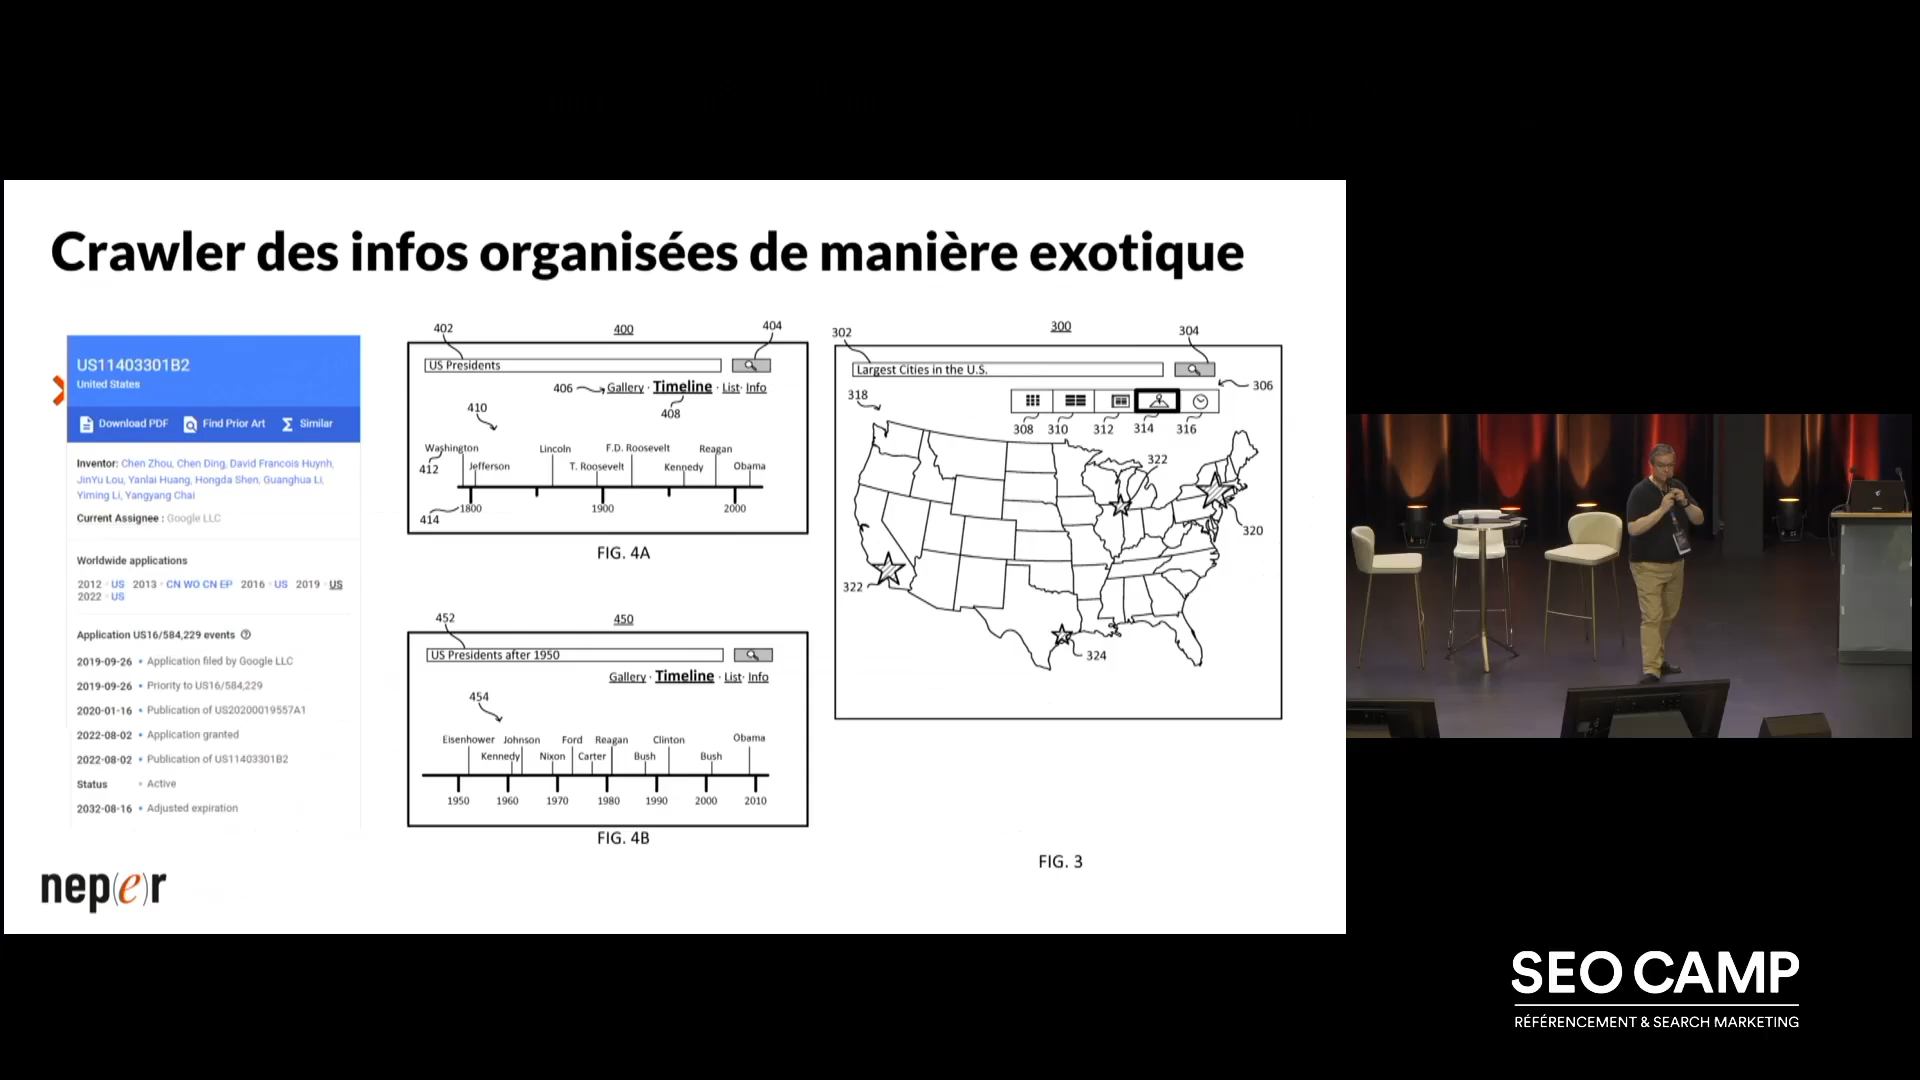 Crawler des infos organisées de manière exotique
US11403301B2
United States
Download PDF
Find Prior Art
Similar
Inventor: Chen Zhou, Chen Ding, David Francois Huynh,
JinYu Lou, Yanlai Huang, Hongda Shen, Guanghua Li,
Yiming Li, Yangyang Chai
Current Assignee : Google LLC
Worldwide applications
2012 · US 2013 · CN WO CN EP 2016 · US 2019 · US
2022 · US
Application US16/584,229 events
2019-09-26 • Application filed by Google LLC
2019-09-26 • Priority to US16/584,229
2020-01-16 • Publication of US20200019557A1
2022-08-02 • Application granted
2022-08-02 • Publication of US11403301B2
Status • Active
2032-08-16 • Adjusted expiration
nep(e)r
402
400
404
US Presidents
406
Gallery · Timeline · List · Info
410
408
Washington
Lincoln
F.D. Roosevelt
Reagan
412
Jefferson
T. Roosevelt
Kennedy
Obama
414
1800
1900
2000
FIG. 4A
452
450
US Presidents after 1950
Gallery · Timeline · List · Info
454
Eisenhower
Johnson
Ford
Reagan
Clinton
Obama
Kennedy
Nixon
Carter
Bush
Bush
1950
1960
1970
1980
1990
2000
2010
FIG. 4B
302
300
304
Largest Cities in the U.S.
306
318
308
310
312
314
316
322
320
322
324
FIG. 3
SEO CAMP
RÉFÉRENCEMENT & SEARCH MARKETING